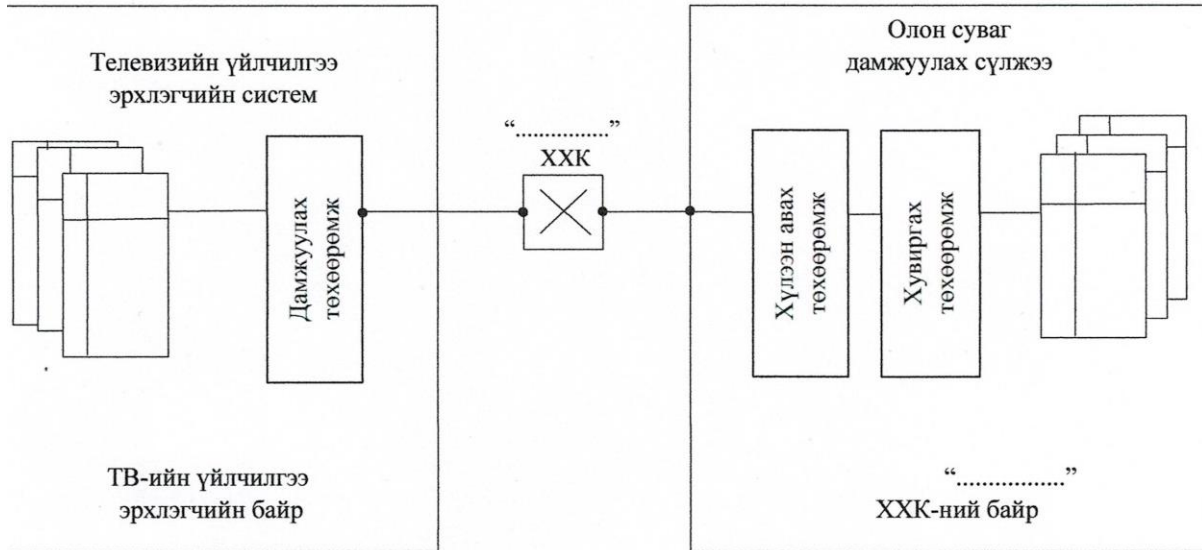 Телевизийн үйлчилгээ
эрхлэгчийн систем
Дамжуулах
төхөөрөмж
ТВ-ийн үйлчилгээ
эрхлэгчийн байр
“...............”
ХХК
Олон суваг
дамжуулах сүлжээ
Хүлээн авах
төхөөрөмж
Хувиргах
төхөөрөмж
“.................”
ХХК-ний байр